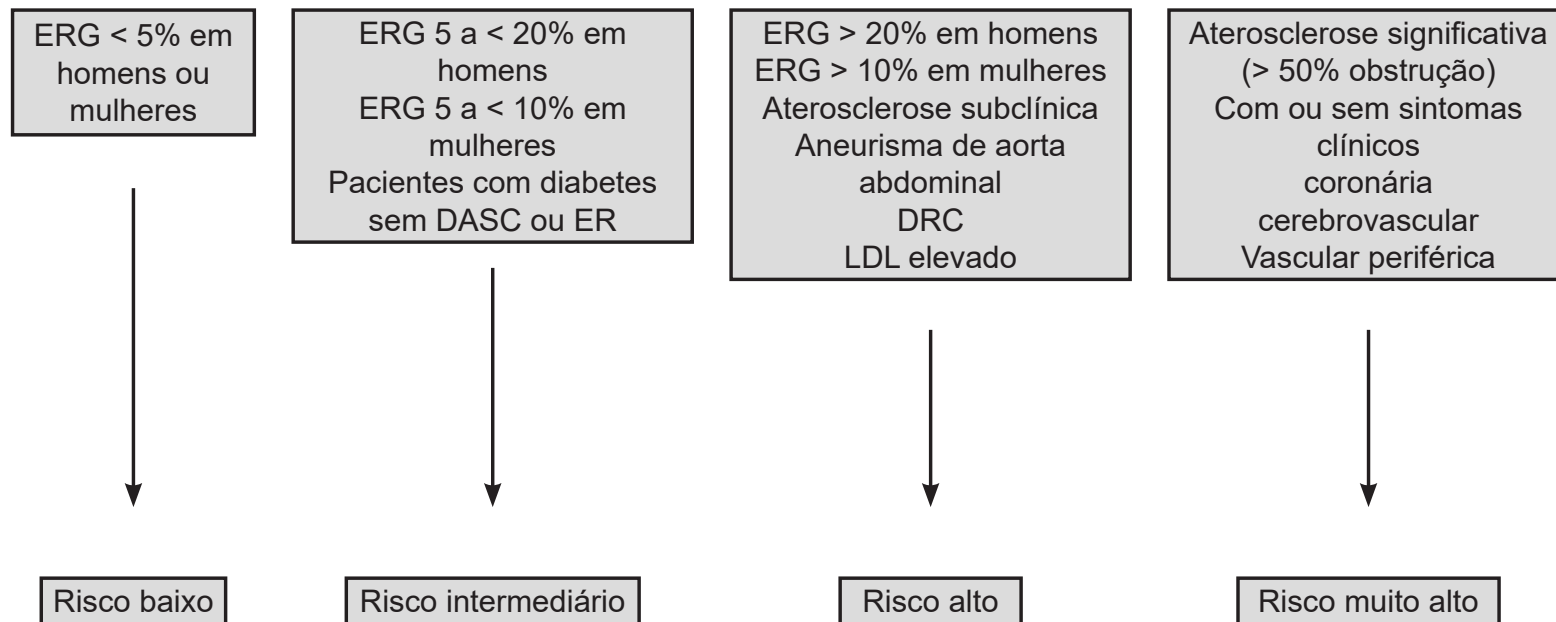 ERG < 5% em
homens ou
mulheres
ERG 5 a < 20% em
homens
ERG 5 a < 10% em
mulheres
Pacientes com diabetes
sem DASC ou ER
ERG > 20% em homens
ERG > 10% em mulheres
Aterosclerose subclínica
Aneurisma de aorta
abdominal
DRC
LDL elevado
Aterosclerose significativa
(> 50% obstrução)
Com ou sem sintomas
clínicos
coronária
cerebrovascular
Vascular periférica
Risco baixo
Risco intermediário
Risco alto
Risco muito alto